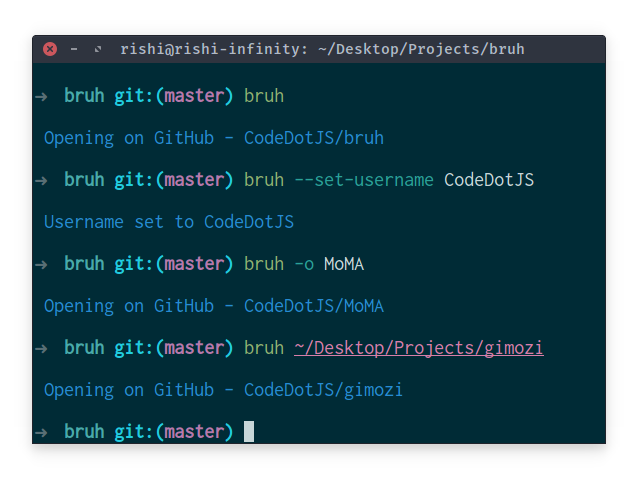 rishi@rishi-infinity: ~/Desktop/Projects/bruh
→ bruh git:(master) bruh
Opening on GitHub - CodeDotJS/bruh
→ bruh git:(master) bruh --set-username CodeDotJS
Username set to CodeDotJS
→ bruh git:(master) bruh -o MoMA
Opening on GitHub - CodeDotJS/MoMA
→ bruh git:(master) bruh ~/Desktop/Projects/gimozi
Opening on GitHub - CodeDotJS/gimozi
→ bruh git:(master)